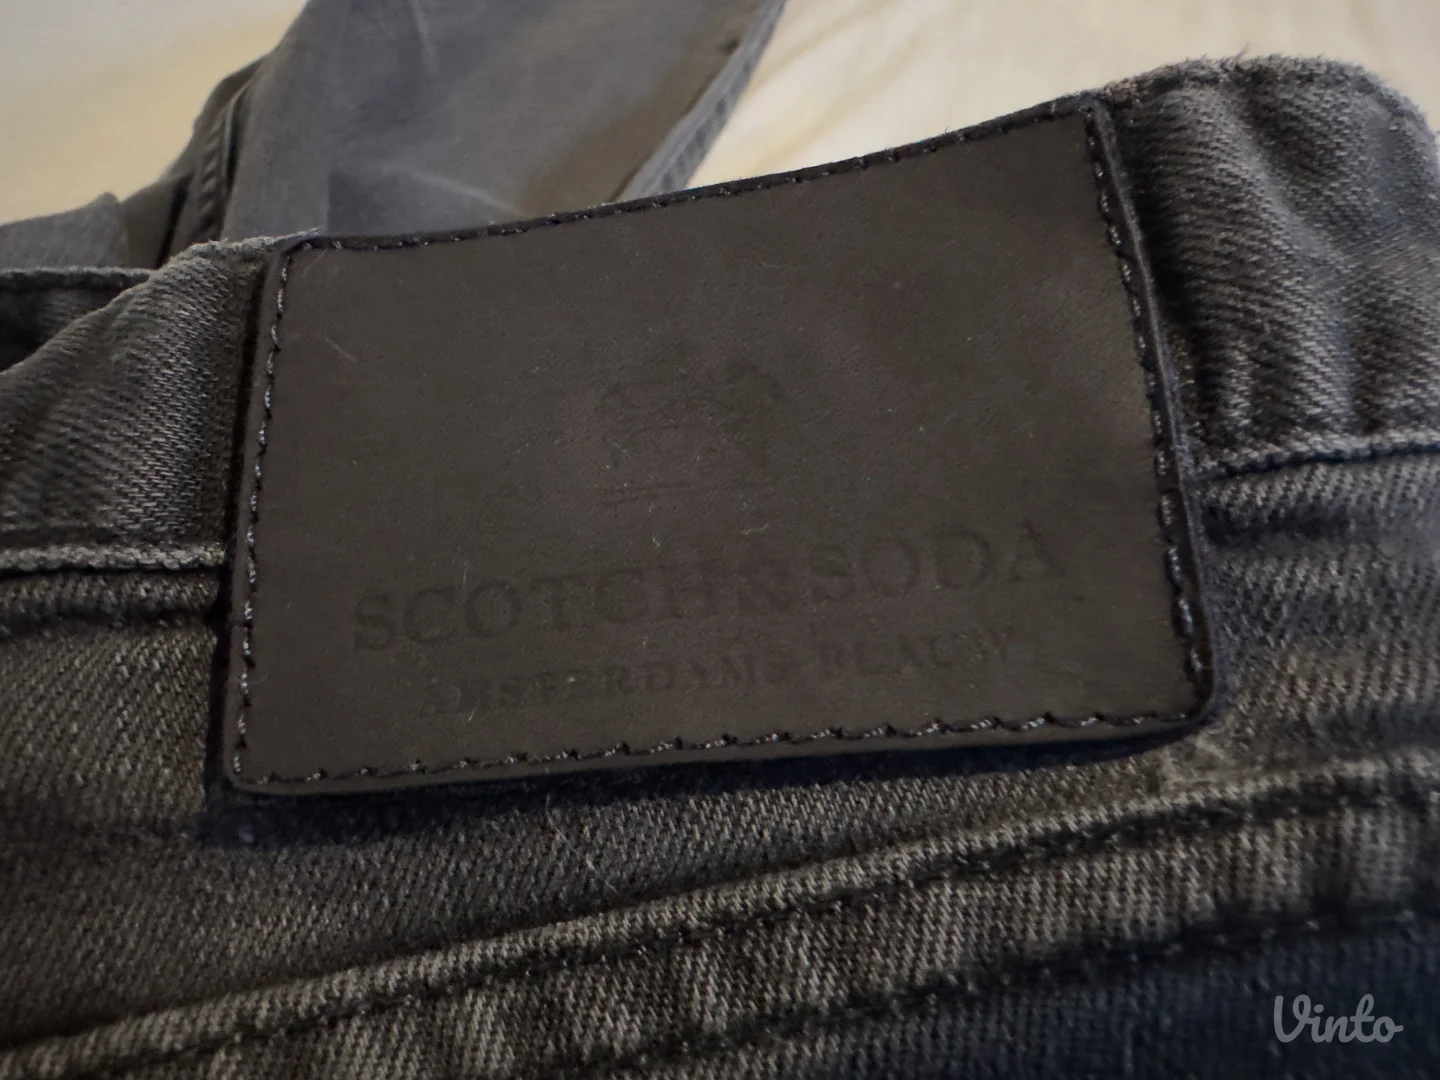 SCOTCH & SODA
AMSTERDAMS BLAUW
Vinto